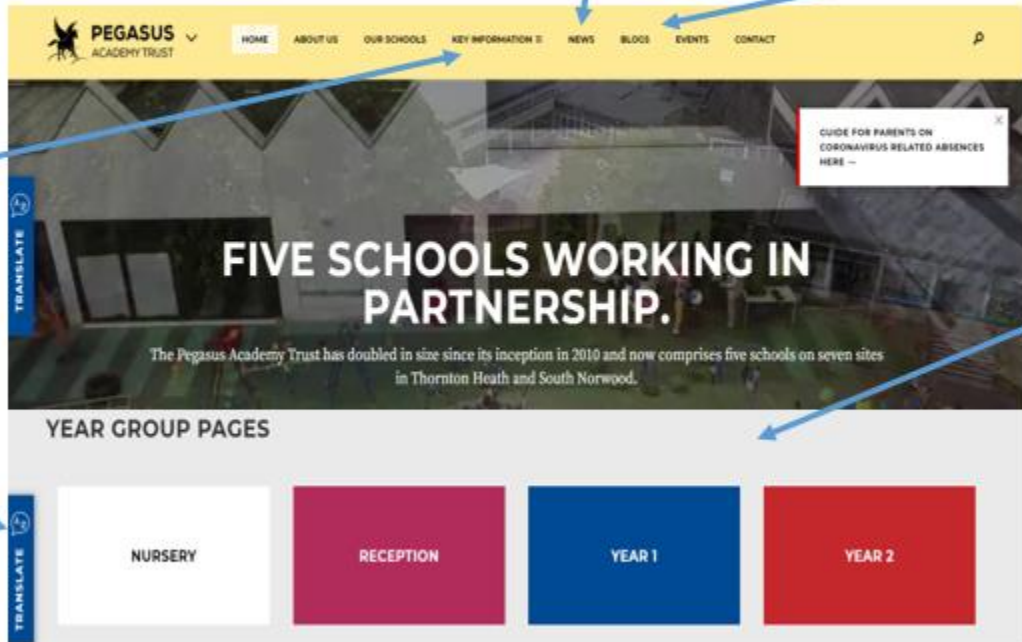 PEGASUS
ACADEMY TRUST
HOME ABOUT US OUR SCHOOLS KEY INFORMATION NEWS BLOGS EVENTS CONTACT
GUIDE FOR PARENTS ON
CORONAVIRUS RELATED ABSENCES
HERE —
TRANSLATE
FIVE SCHOOLS WORKING IN
PARTNERSHIP.
The Pegasus Academy Trust has doubled in size since its inception in 2010 and now comprises five schools on seven sites
in Thornton Heath and South Norwood.
YEAR GROUP PAGES
TRANSLATE
NURSERY
RECEPTION
YEAR 1
YEAR 2